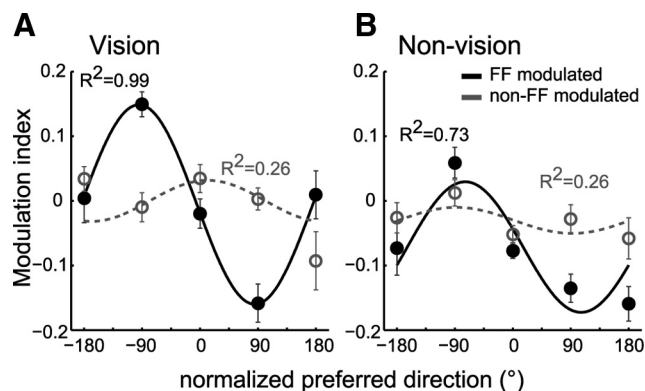 A
Vision
0.2
0.1
0
−0.1
−0.2
Modulation index
R²=0.99
R²=0.26
−180
−90
0
90
180
B
Non-vision
FF modulated
non-FF modulated
0.2
0.1
0
−0.1
−0.2
R²=0.73
R²=0.26
−180
−90
0
90
180
normalized preferred direction (°)